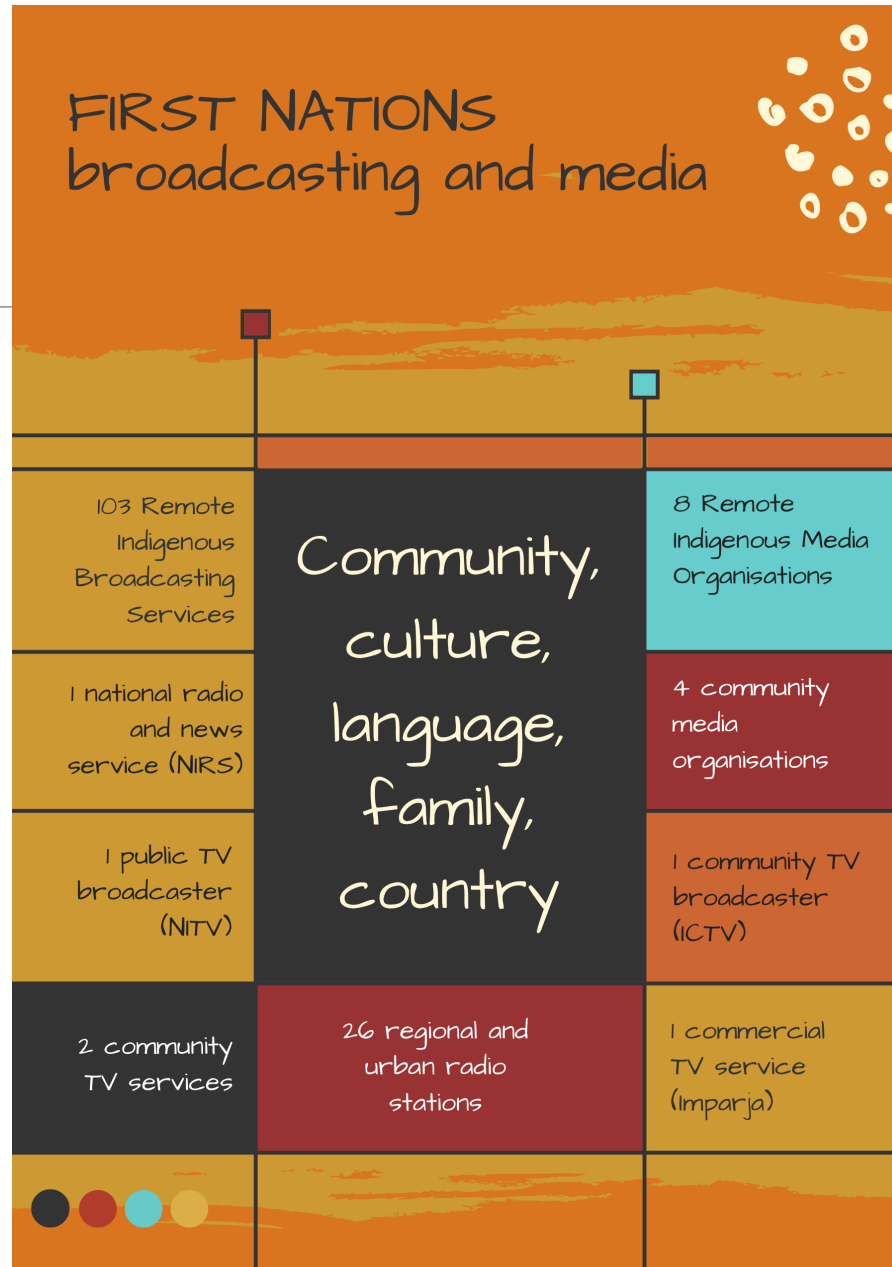 FIRST NATIONS
broadcasting and media
103 Remote
Indigenous
Broadcasting
Services
1 national radio
and news
service (NIRS)
1 public TV
broadcaster
(NITV)
2 community
TV services
Community,
culture,
language,
family,
country
26 regional and
urban radio
stations
8 Remote
Indigenous Media
Organisations
4 community
media
organisations
1 community TV
broadcaster
(ICTV)
1 commercial
TV service
(Imparja)